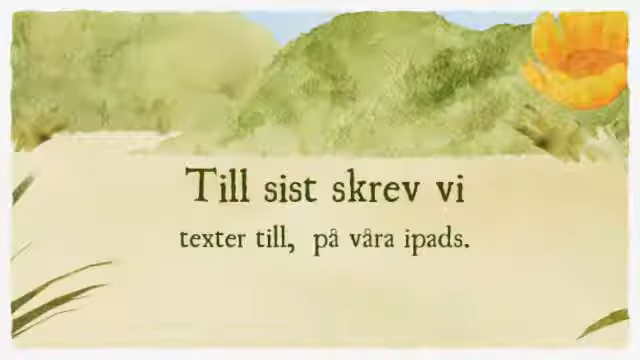 Till sist skrev vi
texter till, på våra ipads.